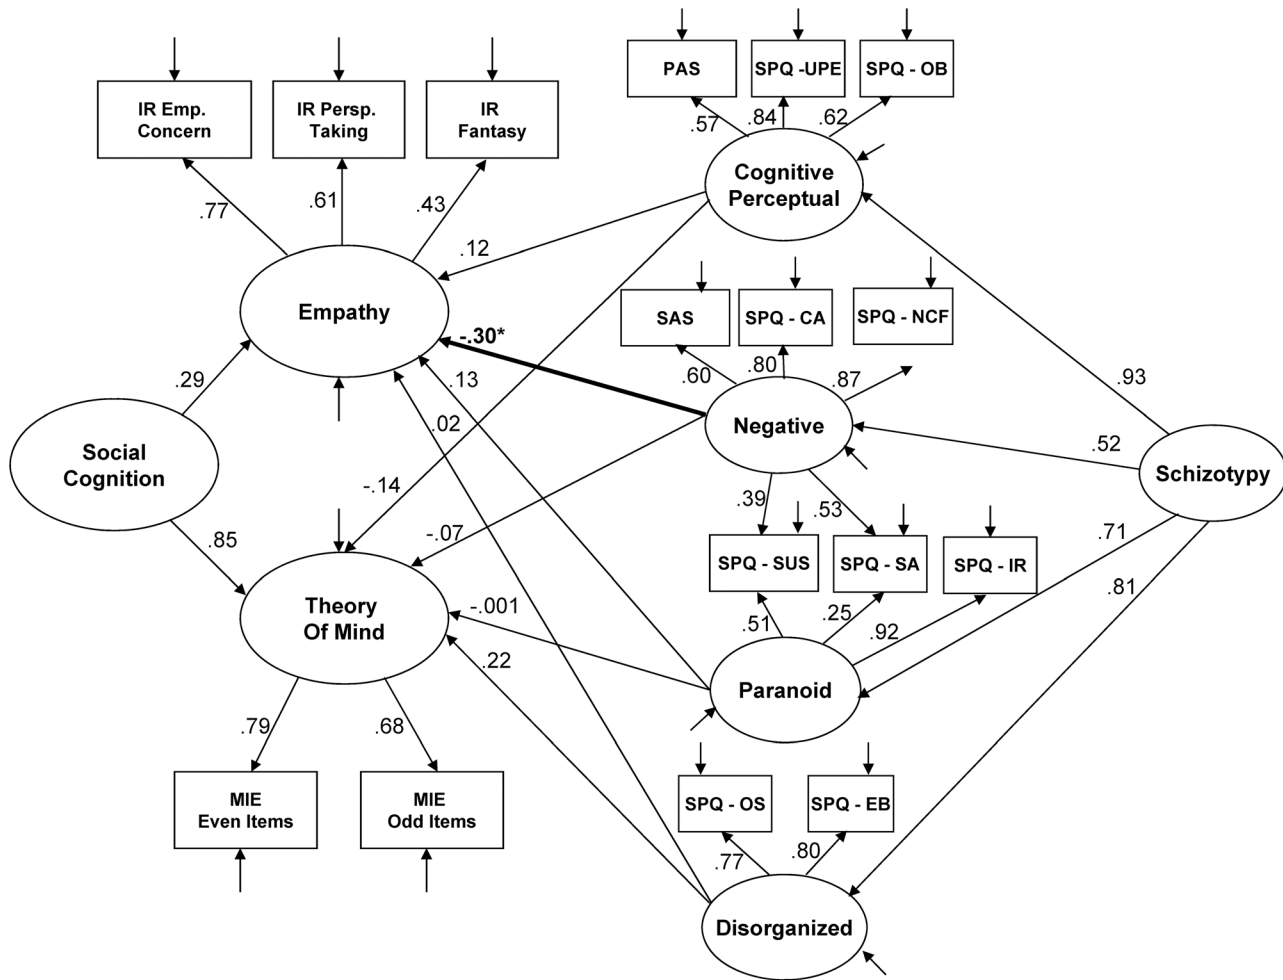 PAS
SPQ -UPE
SPQ - OB
IR Emp.
Concern
IR Persp.
Taking
IR
Fantasy
.57
.84
.62
Cognitive
Perceptual
.77
.61
.43
.12
Empathy
SAS
SPQ - CA
SPQ - NCF
-.30*
.60
.80
.87
.29
.13
.93
.02
Negative
.52
Social
Cognition
Schizotypy
-.14
.39
.53
.85
-.07
.71
SPQ - SUS
SPQ - SA
SPQ - IR
.81
Theory
Of Mind
-.001
.51
.25
.92
.22
Paranoid
.79
.68
MIE
Even Items
MIE
Odd Items
SPQ - OS
SPQ - EB
.77
.80
Disorganized